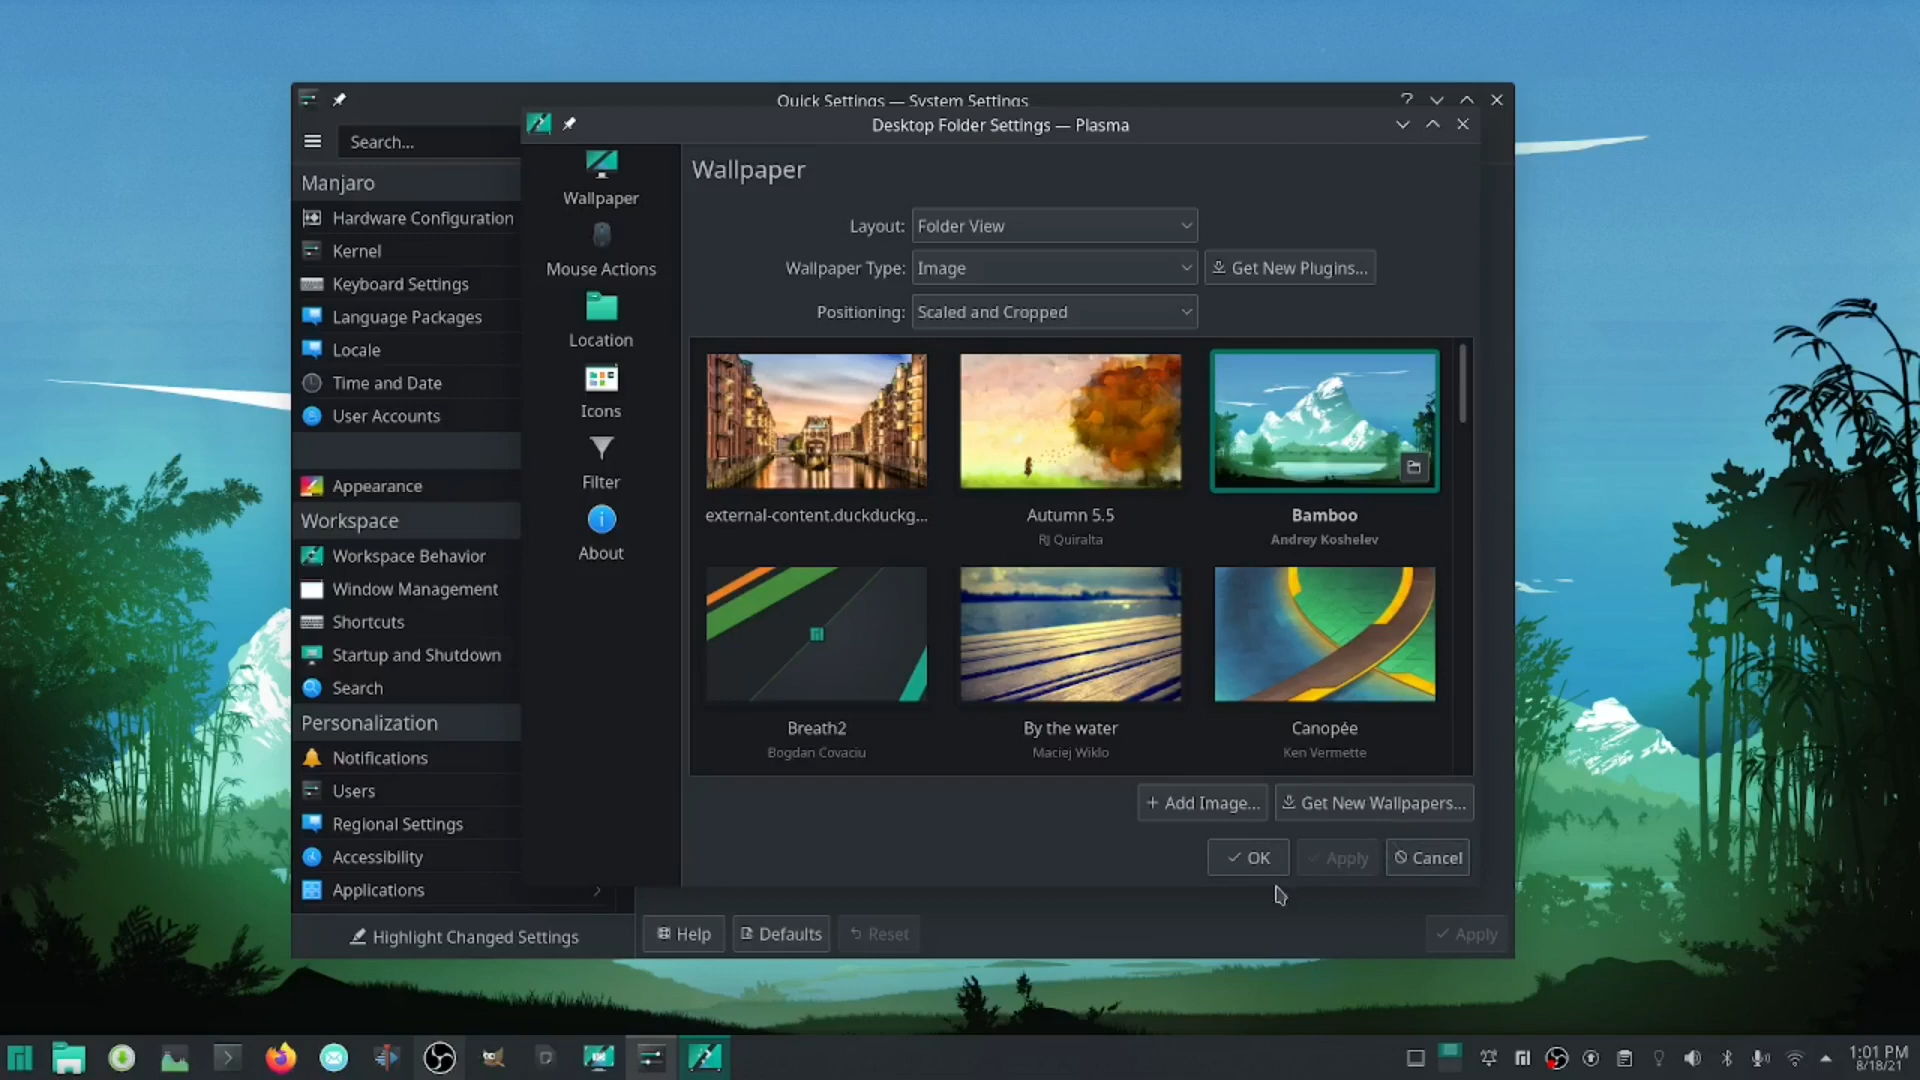 Quick Settings — System Settings
Search...
Manjaro
Hardware Configuration
Kernel
Keyboard Settings
Language Packages
Locale
Time and Date
User Accounts
Appearance
Workspace
Workspace Behavior
Window Management
Shortcuts
Startup and Shutdown
Search
Personalization
Notifications
Users
Regional Settings
Accessibility
Applications
Highlight Changed Settings
Desktop Folder Settings — Plasma
Wallpaper
Mouse Actions
Location
Icons
Filter
About
Wallpaper
Layout: Folder View
Wallpaper Type: Image Get New Plugins...
Positioning: Scaled and Cropped
external-content.duckduckg...
Autumn 5.5
RJ Quiralta
Bamboo
Andrey Koshelev
Breath2
Bogdan Covaciu
By the water
Maciej Wiklo
Canopée
Ken Vermette
+ Add Image... Get New Wallpapers...
OK Apply Cancel
Help Defaults Reset Apply
1:01 PM
8/18/21